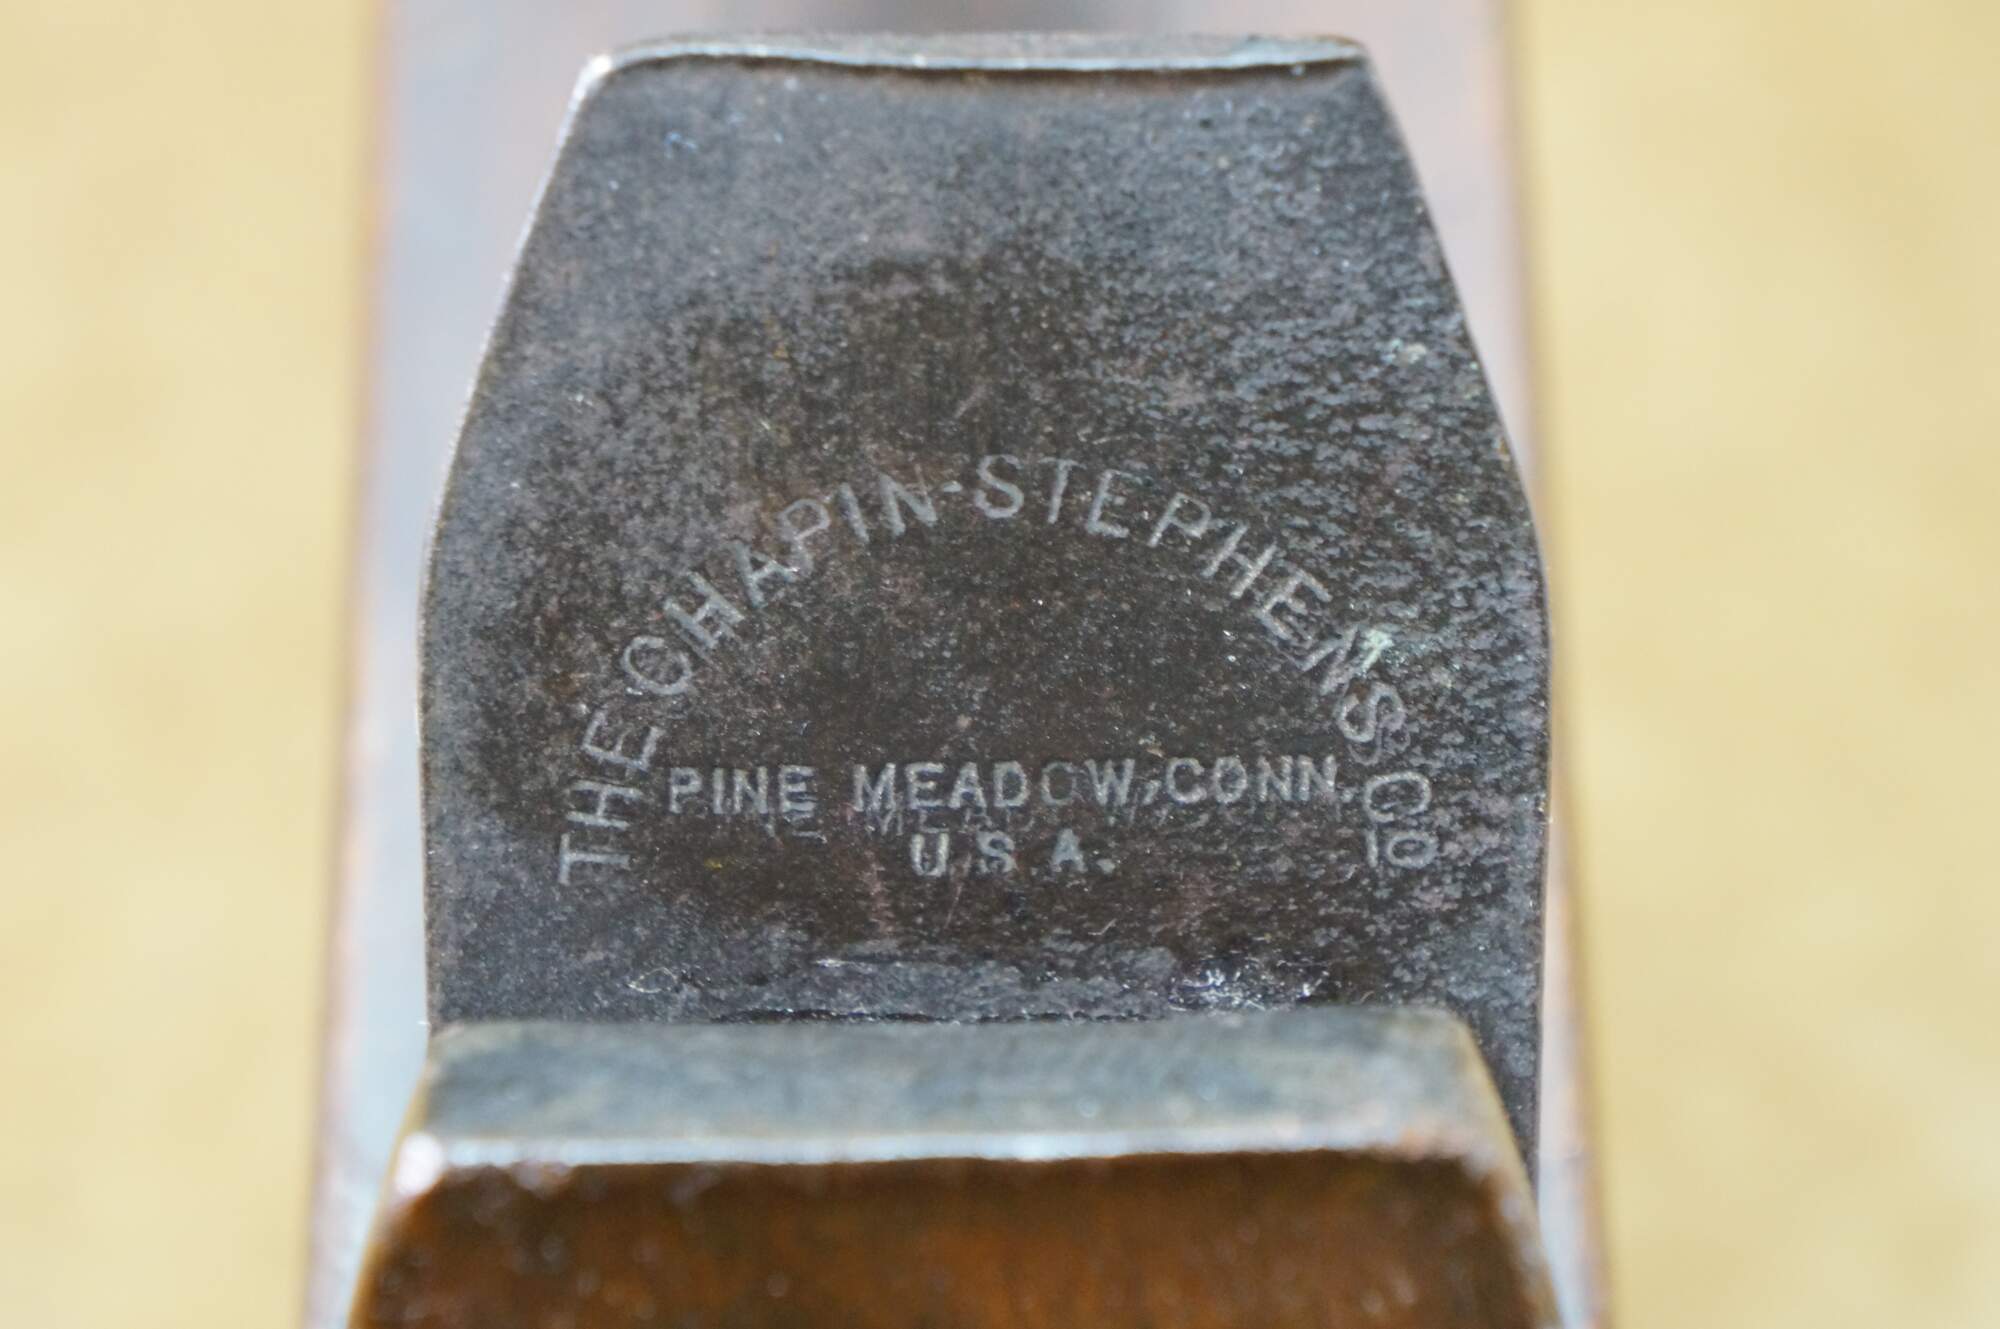 THE CHAPIN-STEPHENS CO
PINE MEADOW, CONN.
U.S.A.